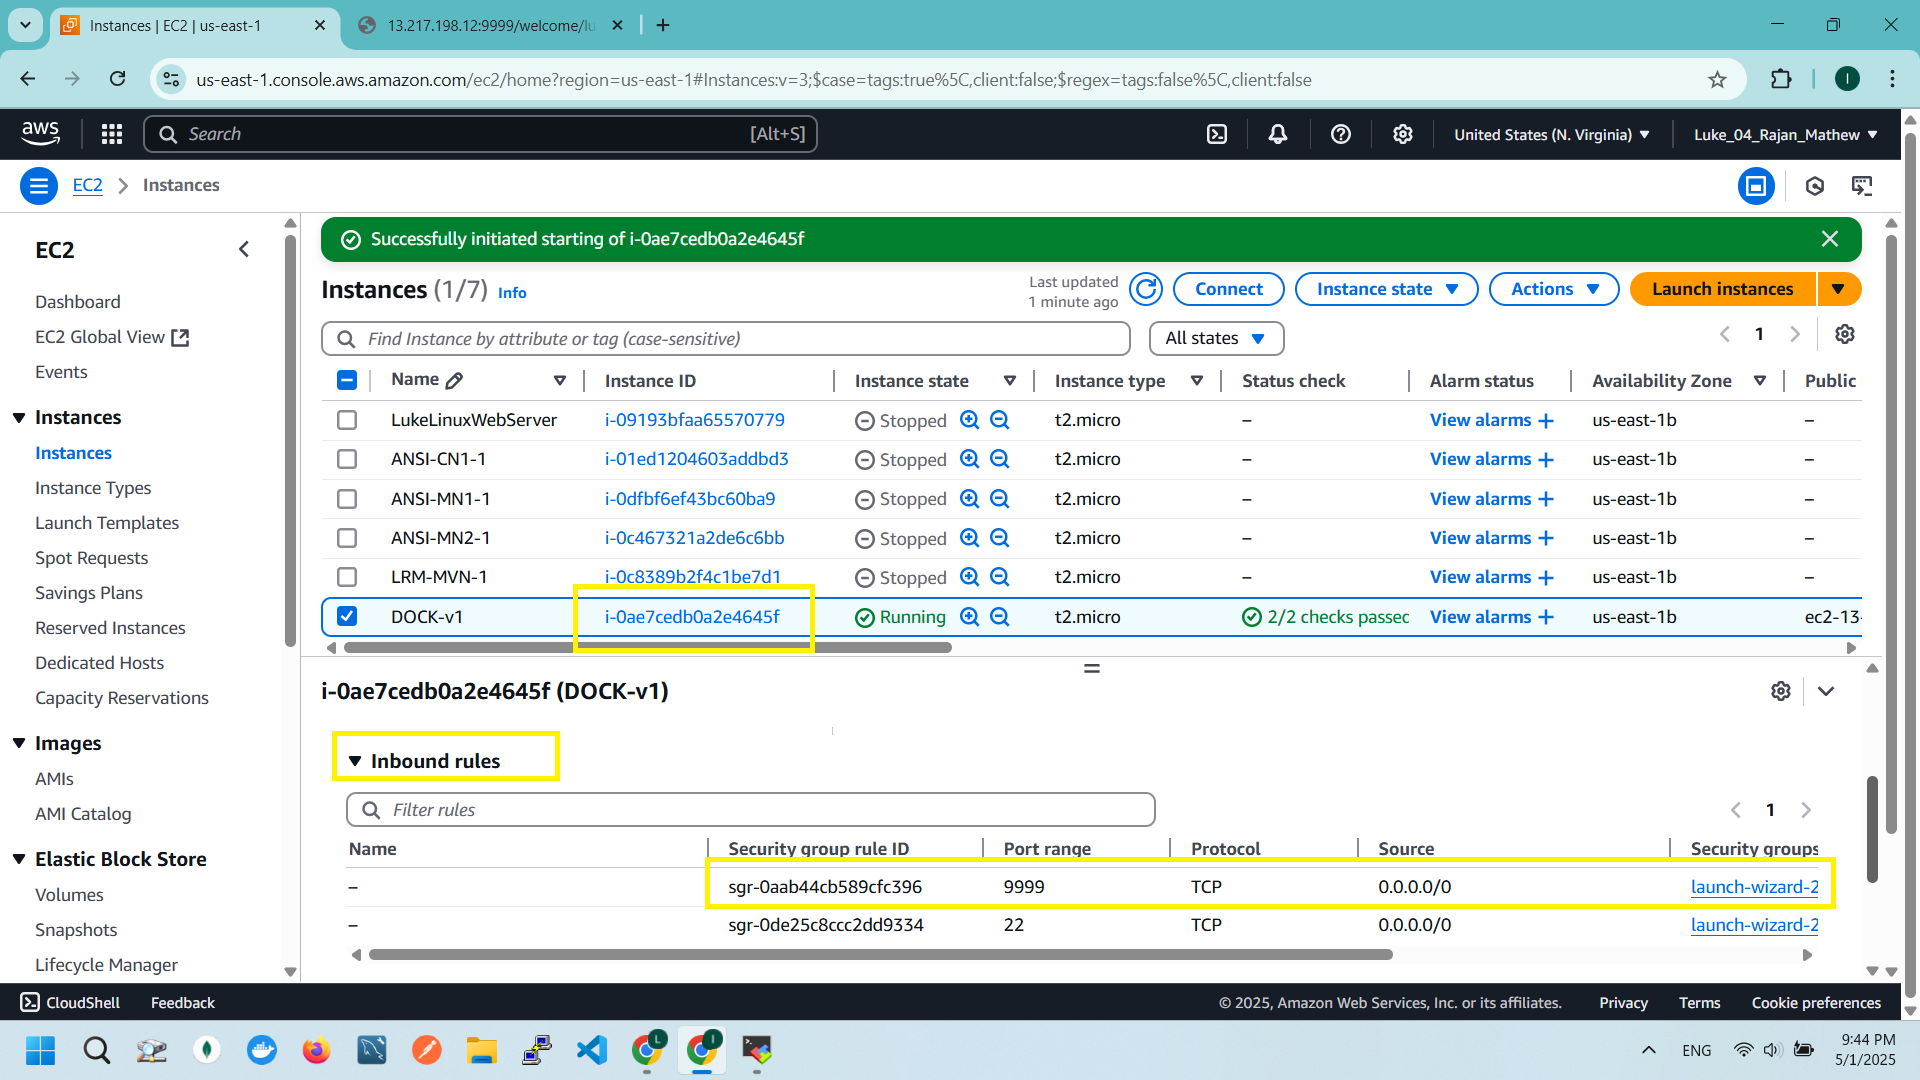 Instances | EC2 | us-east-1
13.217.198.12:9999/welcome/lu
us-east-1.console.aws.amazon.com/ec2/home?region=us-east-1#Instances:v=3;$case=tags:true%5C,client:false;$regex=tags:false%5C,client:false
I
aws
Search [Alt+S]
United States (N. Virginia)
Luke_04_Rajan_Mathew
EC2 Instances
EC2
Dashboard
EC2 Global View
Events
Instances
Instances
Instance Types
Launch Templates
Spot Requests
Savings Plans
Reserved Instances
Dedicated Hosts
Capacity Reservations
Images
AMIs
AMI Catalog
Elastic Block Store
Volumes
Snapshots
Lifecycle Manager
Successfully initiated starting of i-0ae7cedb0a2e4645f
Instances (1/7) Info
Last updated
1 minute ago
Connect
Instance state
Actions
Launch instances
Find Instance by attribute or tag (case-sensitive)
All states
1
Name Instance ID Instance state Instance type Status check Alarm status Availability Zone Public
LukeLinuxWebServer i-09193bfaa65570779 Stopped t2.micro – View alarms + us-east-1b –
ANSI-CN1-1 i-01ed1204603addbd3 Stopped t2.micro – View alarms + us-east-1b –
ANSI-MN1-1 i-0dfbf6ef43bc60ba9 Stopped t2.micro – View alarms + us-east-1b –
ANSI-MN2-1 i-0c467321a2de6c6bb Stopped t2.micro – View alarms + us-east-1b –
LRM-MVN-1 i-0c8389b2f4c1be7d1 Stopped t2.micro – View alarms + us-east-1b –
DOCK-v1 i-0ae7cedb0a2e4645f Running t2.micro 2/2 checks passed View alarms + us-east-1b ec2-13-
i-0ae7cedb0a2e4645f (DOCK-v1)
Inbound rules
Filter rules
1
Name Security group rule ID Port range Protocol Source Security groups
– sgr-0aab44cb589cfc396 9999 TCP 0.0.0.0/0 launch-wizard-2
– sgr-0de25c8ccc2dd9334 22 TCP 0.0.0.0/0 launch-wizard-2
CloudShell Feedback © 2025, Amazon Web Services, Inc. or its affiliates. Privacy Terms Cookie preferences
L
I
ENG
9:44 PM
5/1/2025